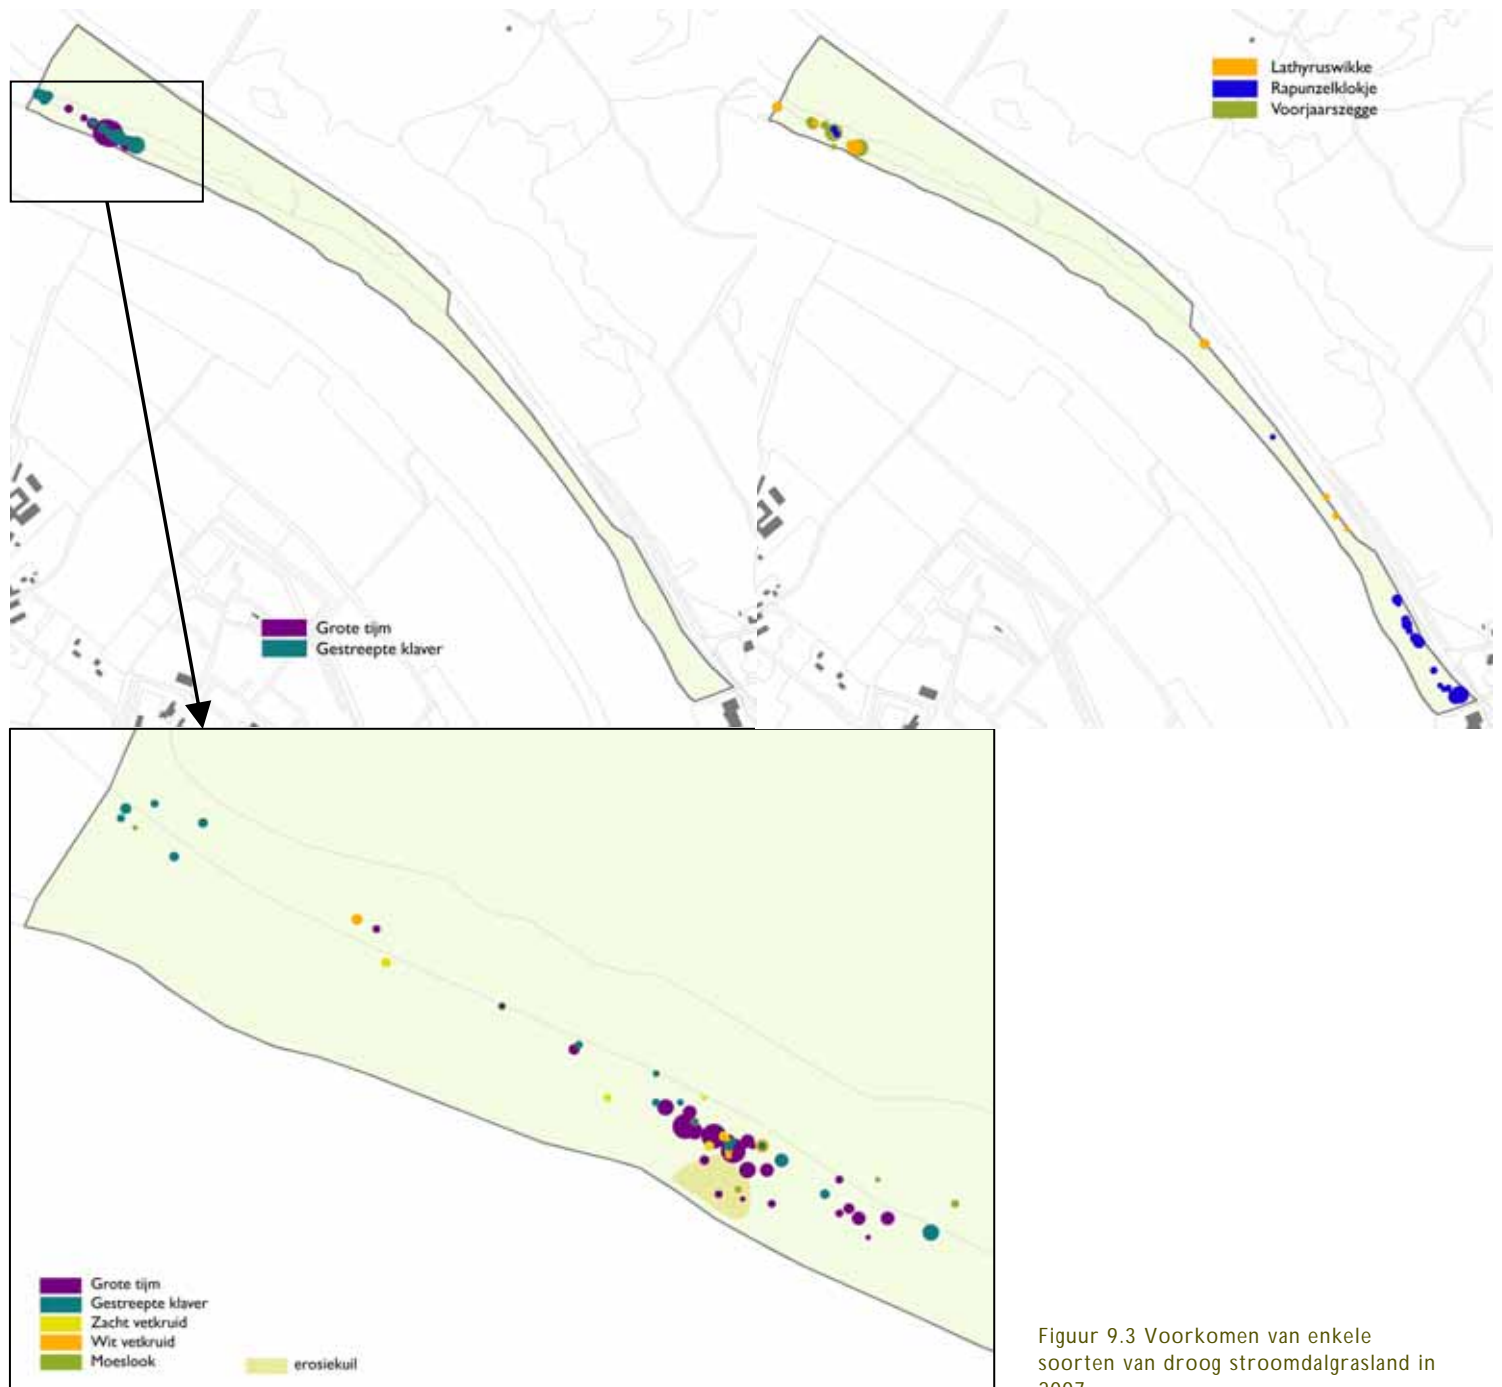 Lathyruswikke
Rapunzelklokje
Voorjaarszegge
Grote tijm
Gestreepte klaver
Grote tijm
Gestreepte klaver
Zacht vetkruid
Wit vetkruid
Moeslook
erosiekuil
Figuur 9.3 Voorkomen van enkele
soorten van droog stroomdalgrasland in
2007